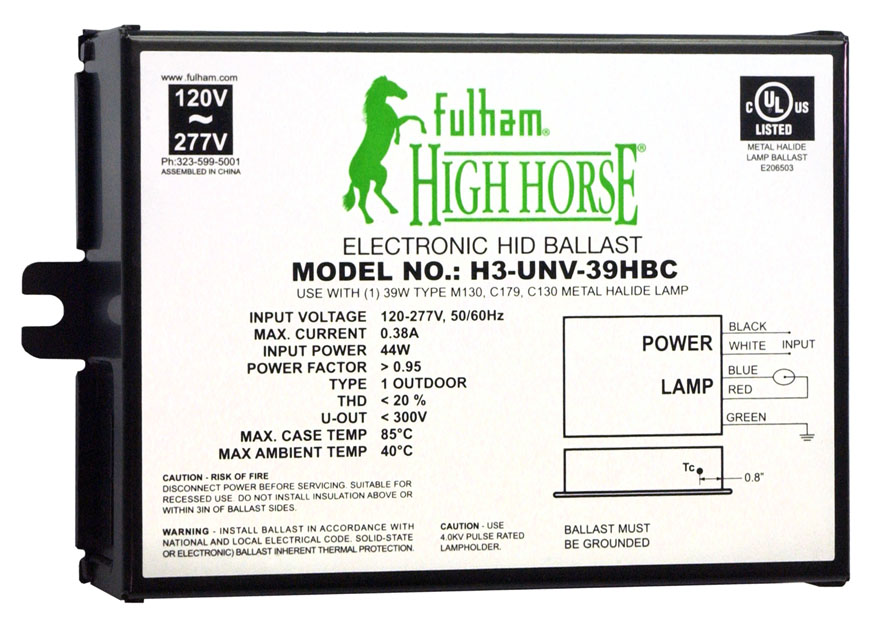 www.fulham.com
120V
~
277V
Ph:323-599-5001
ASSEMBLED IN CHINA
fulham®
HIGH HORSE®
C UL US
LISTED
METAL HALIDE
LAMP BALLAST
E206503
ELECTRONIC HID BALLAST
MODEL NO.: H3-UNV-39HBC
USE WITH (1) 39W TYPE M130, C179, C130 METAL HALIDE LAMP
INPUT VOLTAGE 120-277V, 50/60Hz
MAX. CURRENT 0.38A
INPUT POWER 44W
POWER FACTOR > 0.95
TYPE 1 OUTDOOR
THD < 20 %
U-OUT < 300V
MAX. CASE TEMP 85°C
MAX AMBIENT TEMP 40°C
POWER
LAMP
BLACK
WHITE INPUT
BLUE
RED
GREEN
Tc
0.8"
CAUTION - RISK OF FIRE
DISCONNECT POWER BEFORE SERVICING. SUITABLE FOR
RECESSED USE. DO NOT INSTALL INSULATION ABOVE OR
WITHIN 3IN OF BALLAST SIDES.
WARNING - INSTALL BALLAST IN ACCORDANCE WITH
NATIONAL AND LOCAL ELECTRICAL CODE. SOLID-STATE
OR ELECTRONIC) BALLAST INHERENT THERMAL PROTECTION.
CAUTION - USE
4.0KV PULSE RATED
LAMPHOLDER.
BALLAST MUST
BE GROUNDED